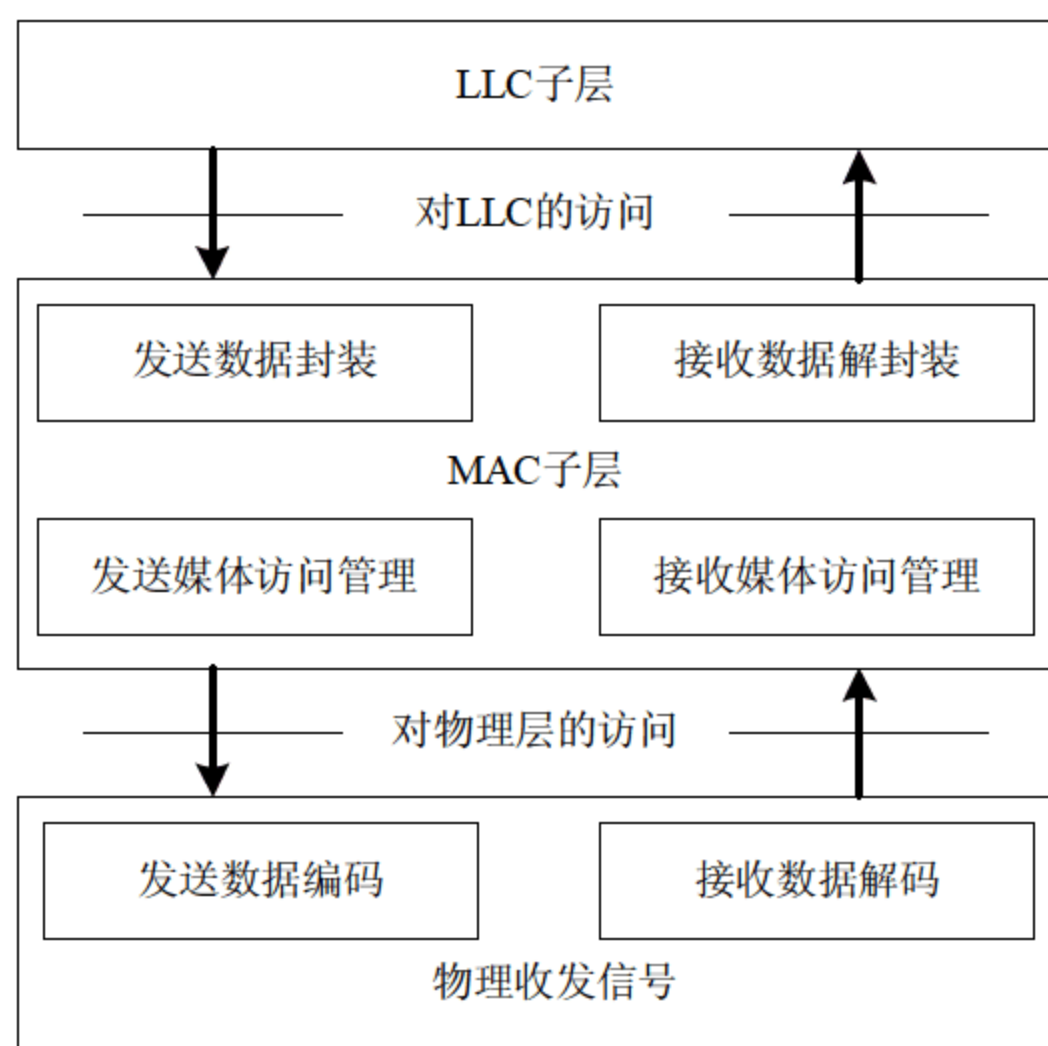 LLC子层
对LLC的访问
发送数据封装
接收数据解封装
MAC子层
发送媒体访问管理
接收媒体访问管理
对物理层的访问
发送数据编码
接收数据解码
物理收发信号